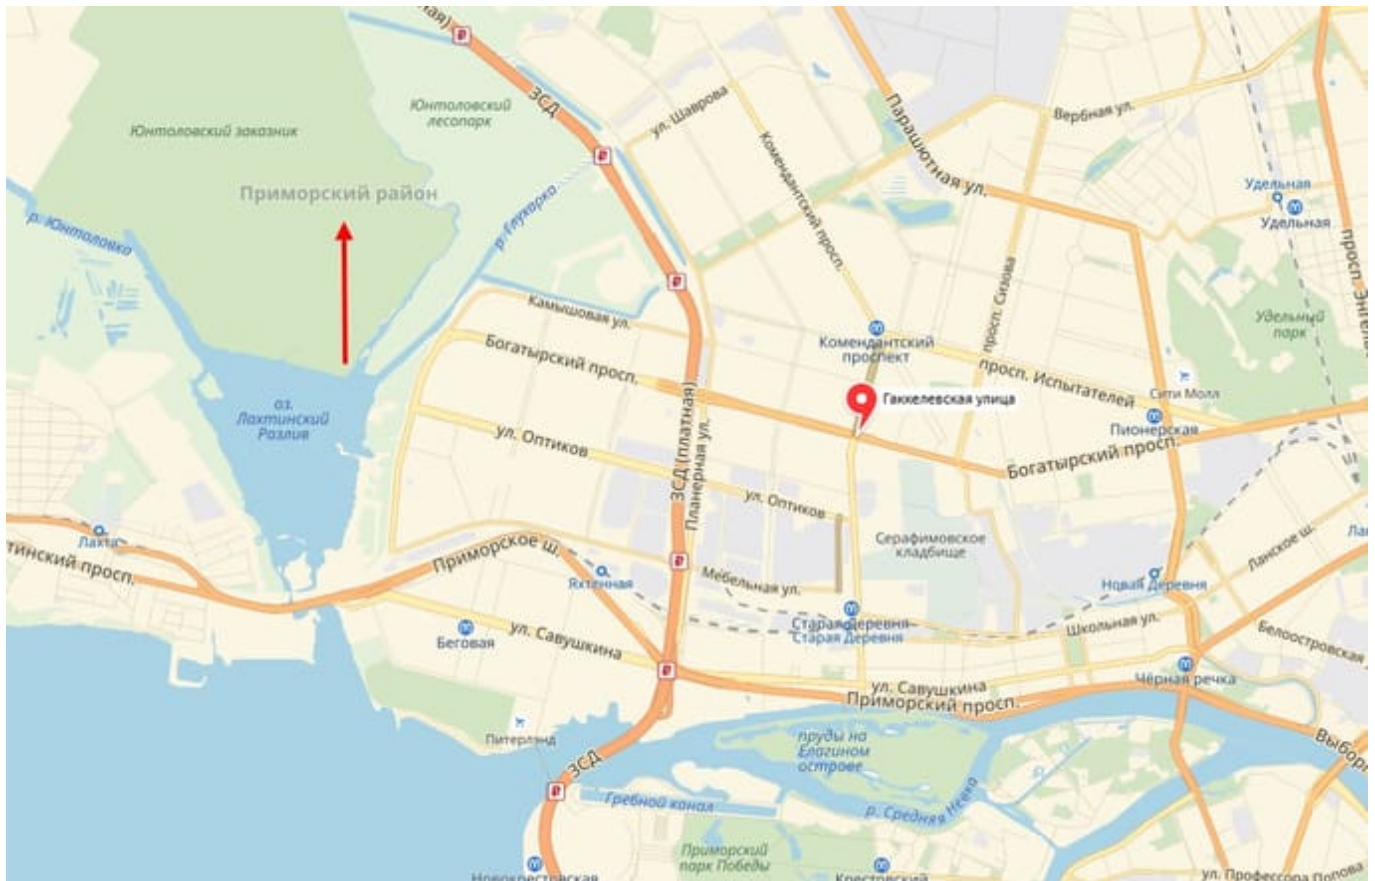 ная)
ЗСД
Юнтоловский
лесопарк
Юнтоловский заказник
ул. Шаврова
Комендантский просп.
Парашютная ул.
Вербная ул.
Удельная
Удельная
Приморский район
р. Юнтоловка
р. Глухарка
просп. Сизова
просп. Энгель
Удельный
парк
Камышовая ул.
Богатырский просп.
Комендантский
проспект
просп. Испытателей
Сити Молл
Пионерская
Гаккелевская улица
оз.
Лахтинский
Разлив
ул. Оптиков
ЗСД (платная)
Планерная ул.
Богатырский просп.
ул. Оптиков
Серафимовское
кладбище
Лахта
тинский просп.
Приморское ш.
Яхтенная
Мебельная ул.
Новая Деревня
Ланское ш.
Лан
Беговая
ул. Савушкина
Старая Деревня
Старая Деревня
Школьная ул.
Белоостровская
ул. Савушкина
Приморский просп.
Чёрная речка
Питерлэнд
ЗСД
пруды на
Елагином
острове
Выборг
Гребной канал
р. Средняя Невка
Приморский
парк Победы
Новокрестовская
Крестовский
ул. Профессора Попова